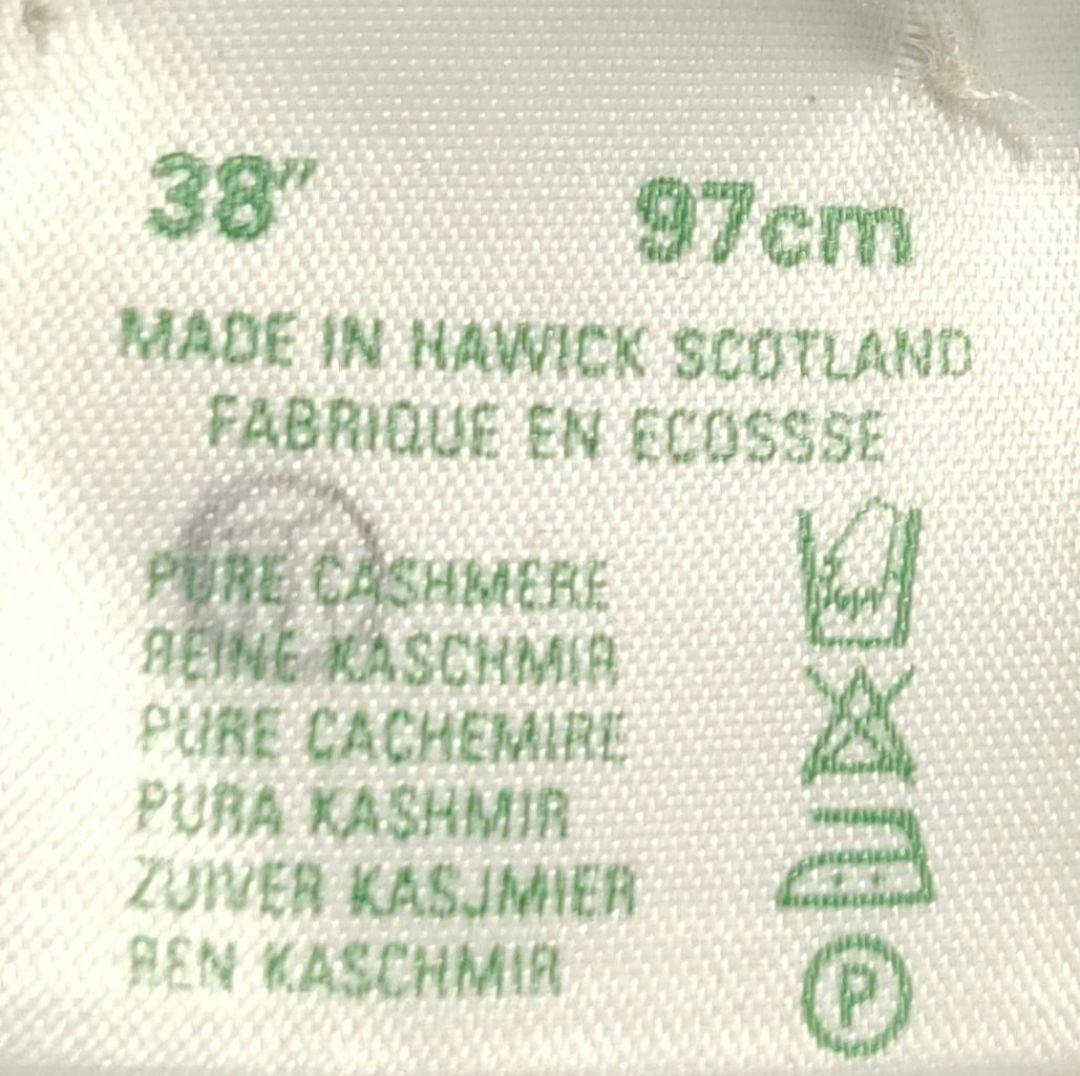 38" 97cm
MADE IN HAWICK SCOTLAND
FABRIQUE EN ECOSSSE
PURE CASHMERE
REINE KASCHMIR
PURE CACHEMIRE
PURA KASHMIR
ZUIVER KASJMIER
REN KASCHMIR
P